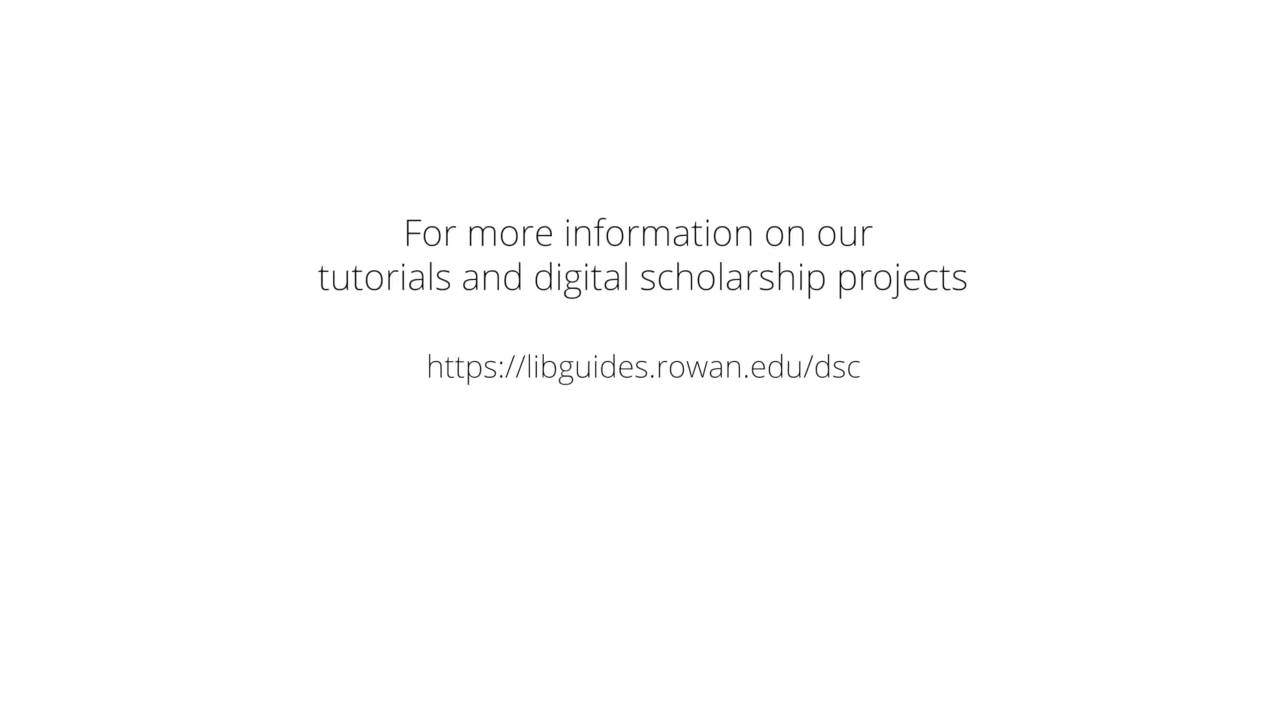 For more information on our
tutorials and digital scholarship projects
https://libguides.rowan.edu/dsc